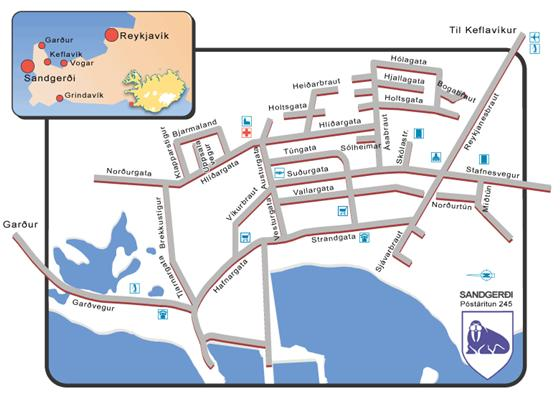 Garður
Reykjavík
Keflavík
Vogar
Sandgerði
Grindavík
Til Keflavíkur
Hólagata
Heiðarbraut
Hjallagata
Bogabraut
Holtsgata
Holtsgata
Reykjanesbraut
Bjarmaland
Klapparstígur
Uppsala-
vegur
Hlíðargata
Ásabraut
Sólheimar
Skólastr.
Túngata
Austurgata
Norðurgata
Hlíðargata
Suðurgata
Stafnesvegur
Vallargata
Miðtún
Norðurtún
Brekkustígur
Víkurbraut
Vesturgata
Garður
Strandgata
Sjávarbraut
Hafnargata
Tjarnargata
Garðvegur
SANDGERÐI
Póstáritun 245